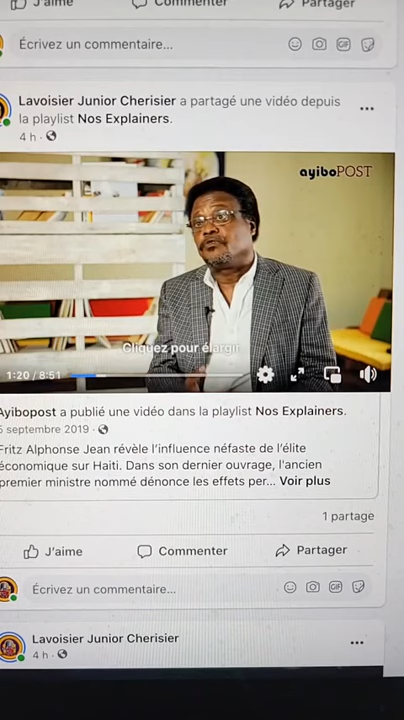 J'aime Commenter Partager
Écrivez un commentaire... GIF
Lavoisier Junior Cherisier a partagé une vidéo depuis
la playlist Nos Explainers.
4 h ·
ayiboPOST
Cliquez pour élargir
1:20 / 8:51
Ayibopost a publié une vidéo dans la playlist Nos Explainers.
5 septembre 2019 ·
Fritz Alphonse Jean révèle l'influence néfaste de l'élite
économique sur Haiti. Dans son dernier ouvrage, l'ancien
premier ministre nommé dénonce les effets per... Voir plus
1 partage
J'aime Commenter Partager
Écrivez un commentaire... GIF
Lavoisier Junior Cherisier
4 h ·